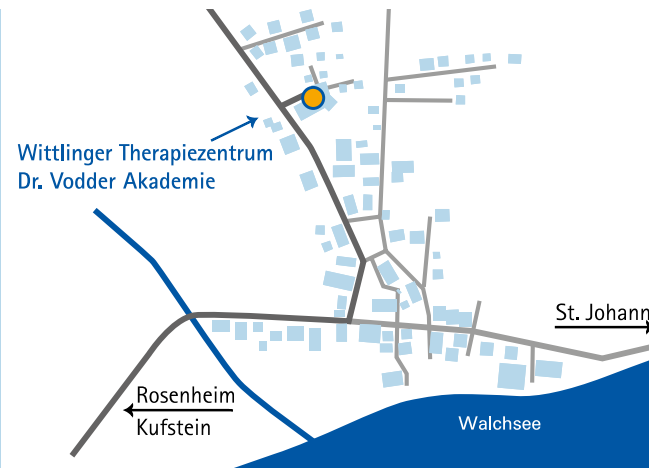 Wittlinger Therapiezentrum
Dr. Vodder Akademie
St. Johann
Rosenheim
Kufstein
Walchsee